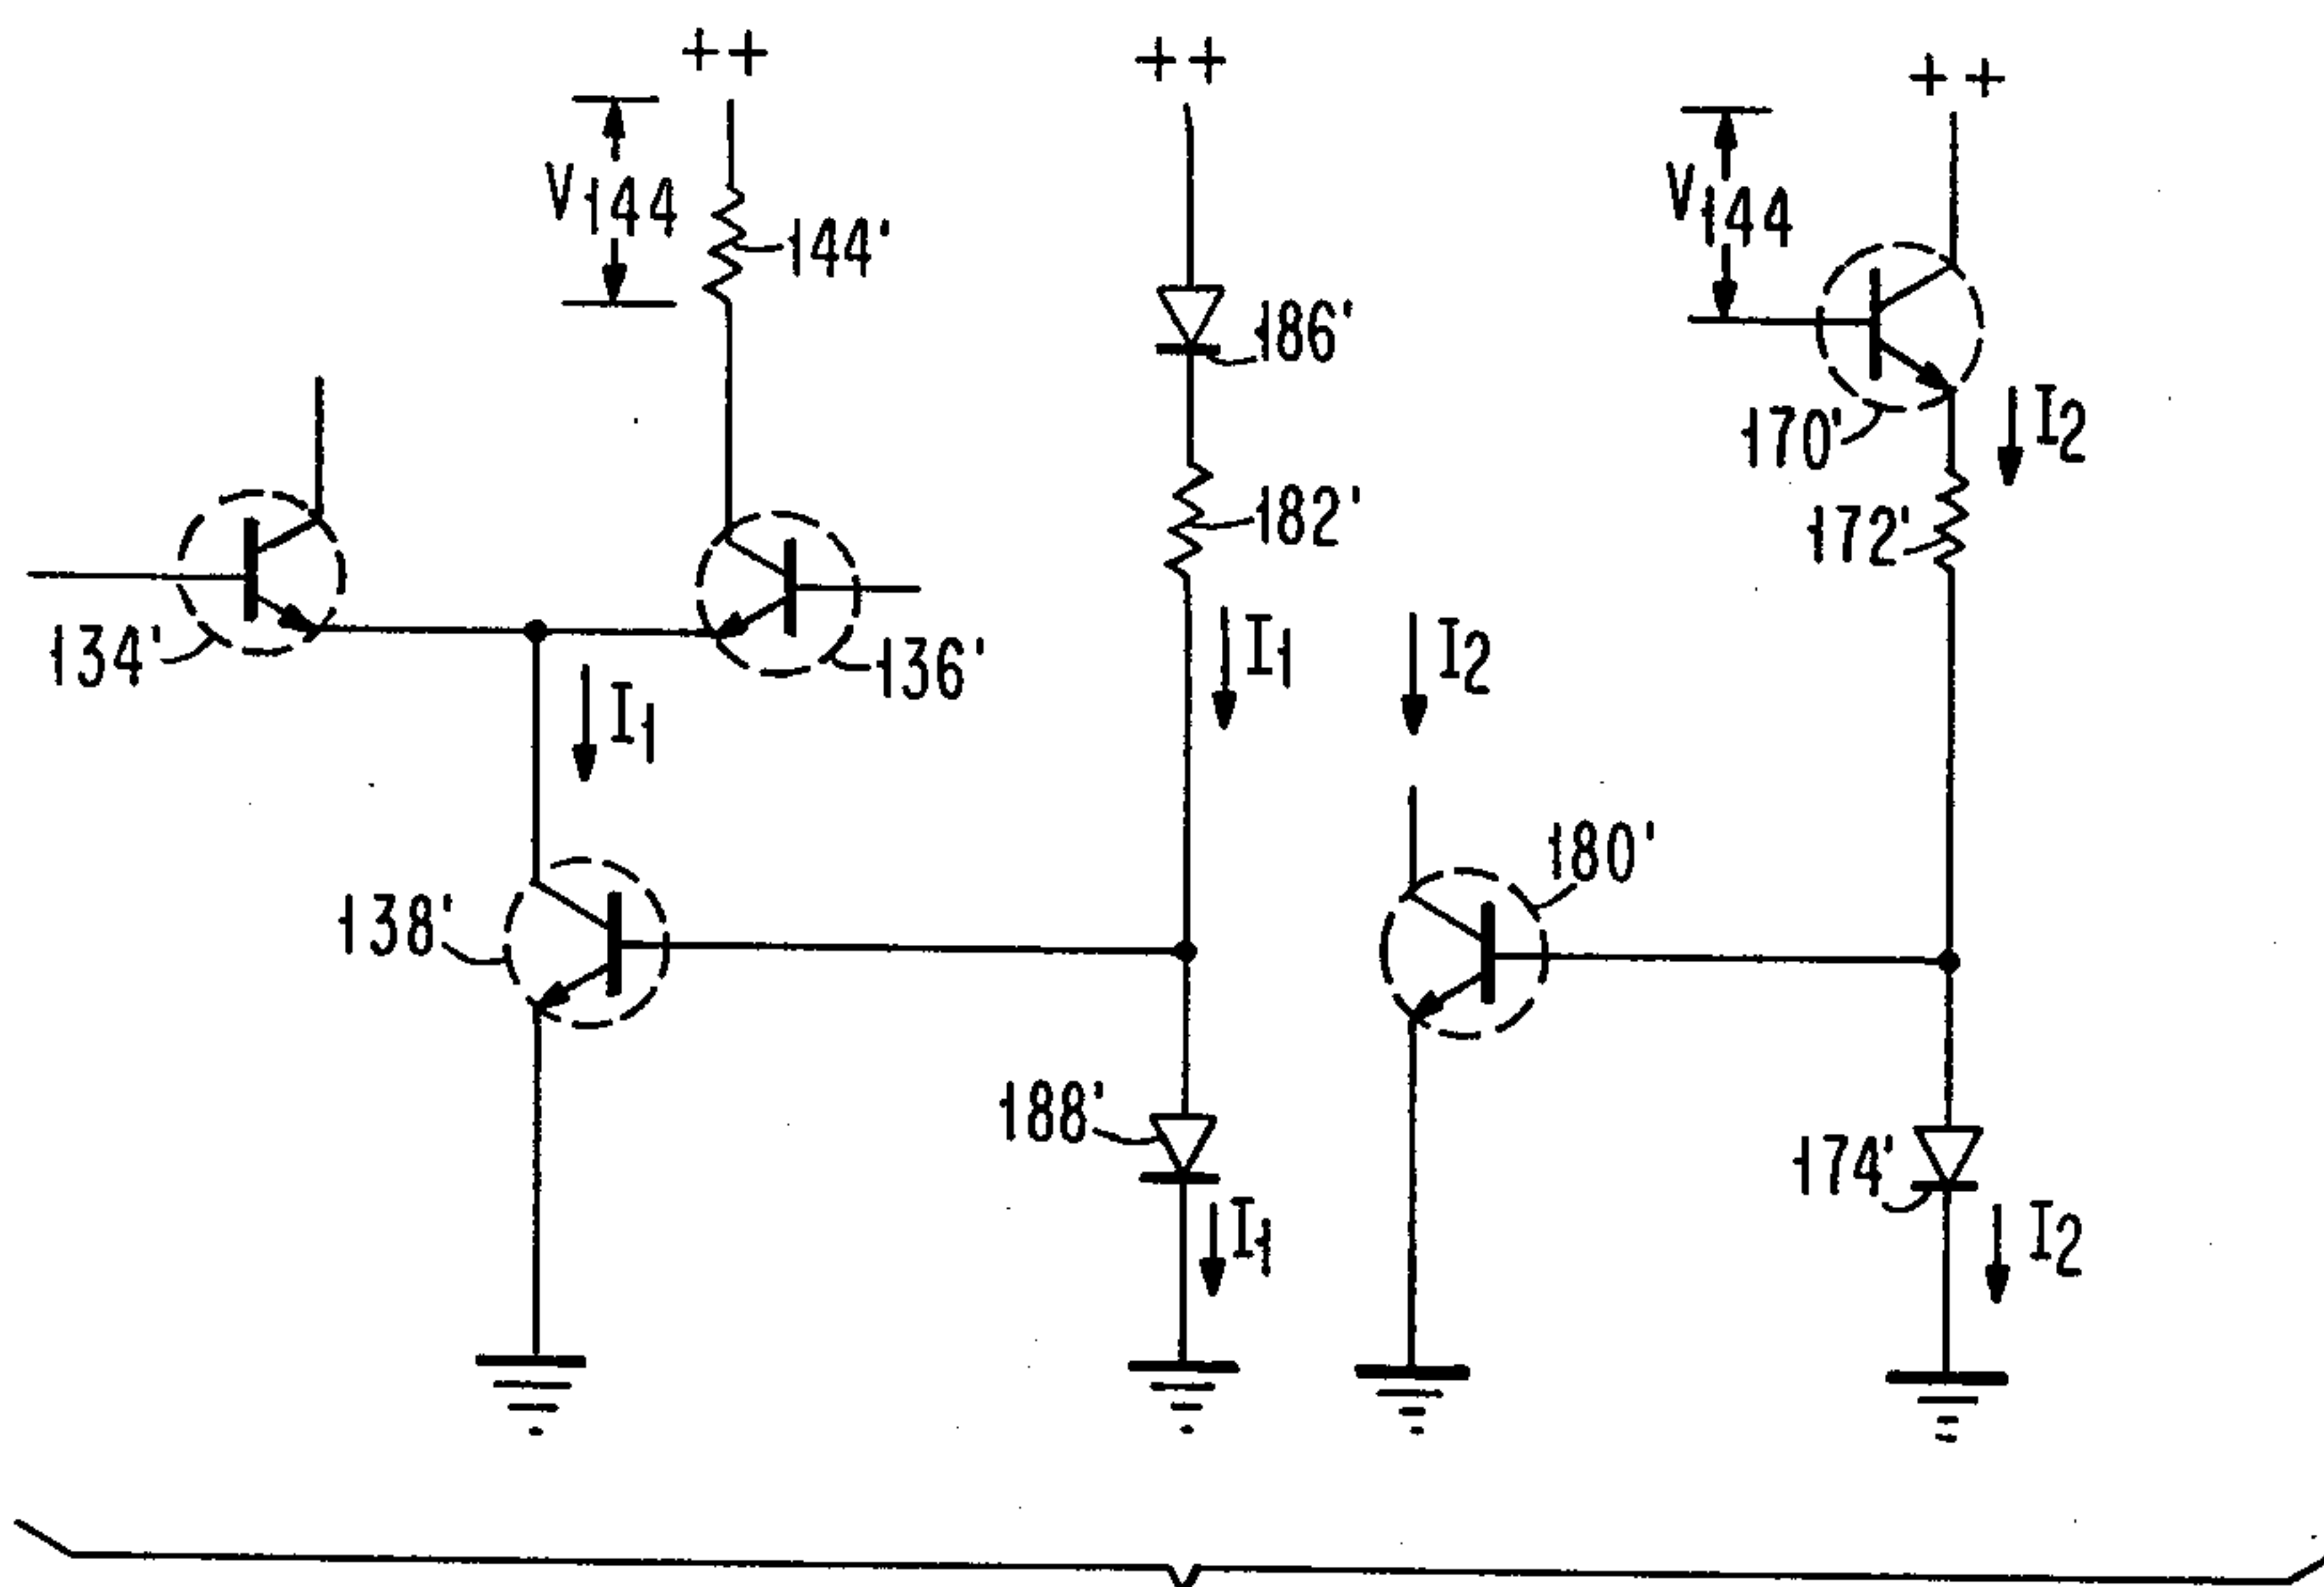 ++
++
++
V144
144'
V144
186'
170'
I2
182'
172'
134'
136'
I1
I1
I2
180'
138'
188'
174'
I1
I2